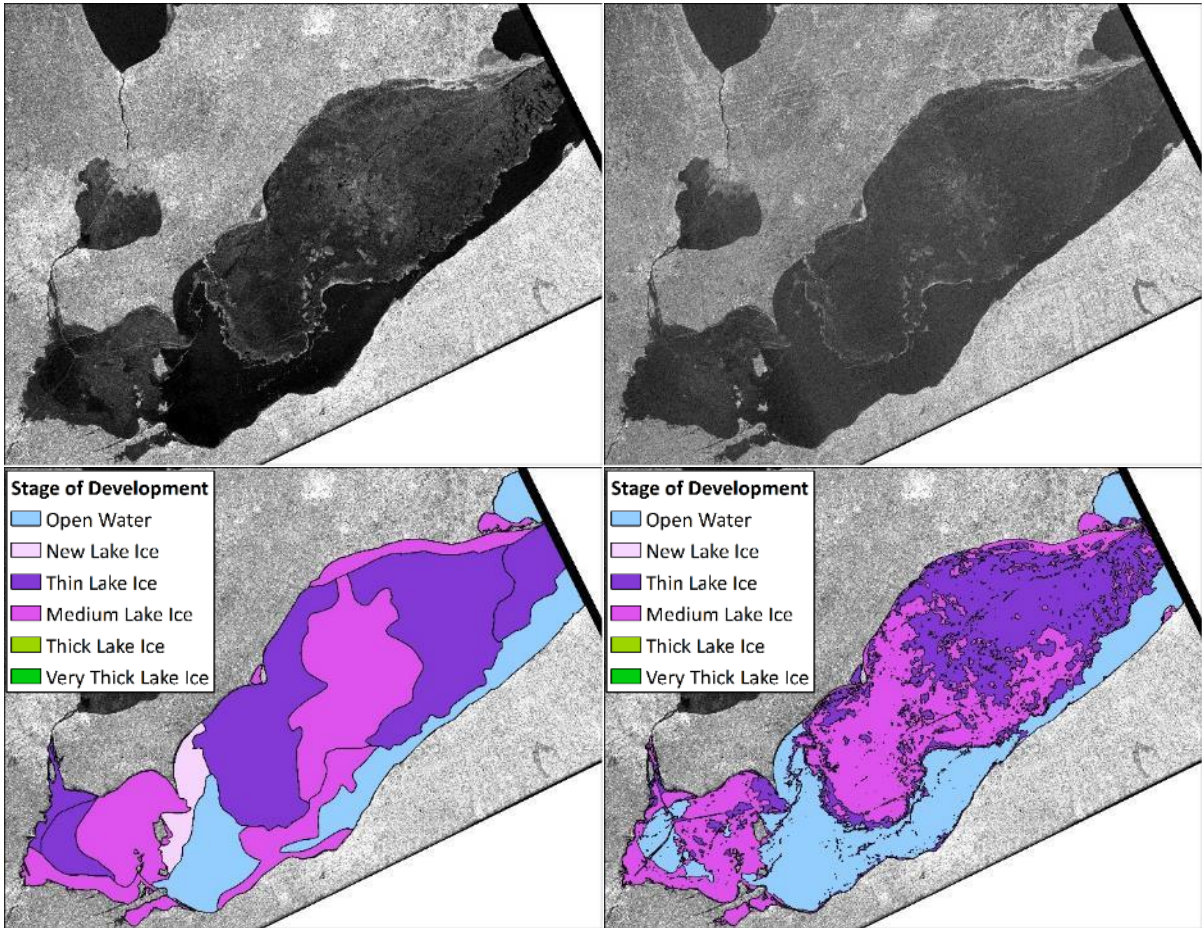 Stage of Development
Open Water
New Lake Ice
Thin Lake Ice
Medium Lake Ice
Thick Lake Ice
Very Thick Lake Ice
Stage of Development
Open Water
New Lake Ice
Thin Lake Ice
Medium Lake Ice
Thick Lake Ice
Very Thick Lake Ice